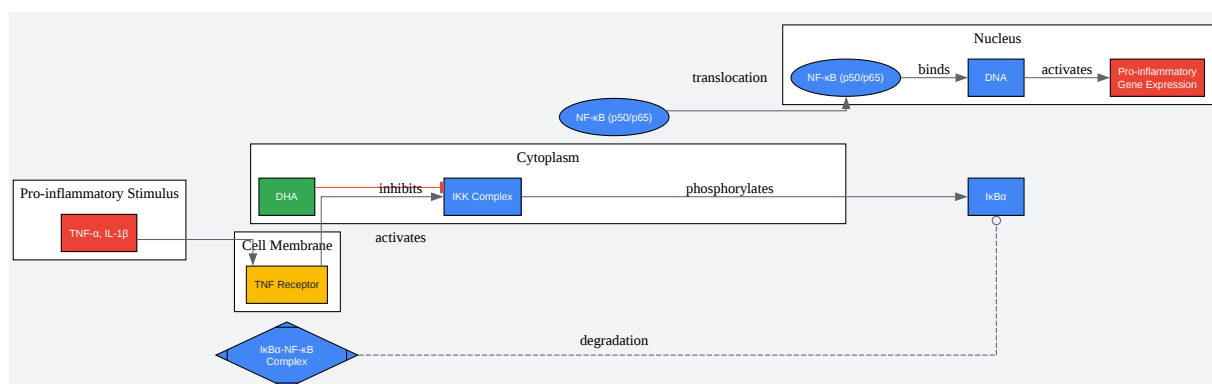 Nucleus
translocation
NF-κB (p50/p65)
binds
DNA
activates
Pro-inflammatory
Gene Expression
NF-κB (p50/p65)
Cytoplasm
Pro-inflammatory Stimulus
DHA
inhibits
IKK Complex
phosphorylates
IκBα
TNF-α, IL-1β
activates
Cell Membrane
TNF Receptor
IκBα-NF-κB
Complex
degradation